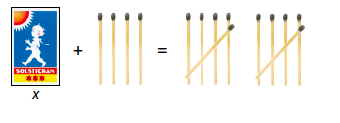 + =
SOLSTICKAN
x